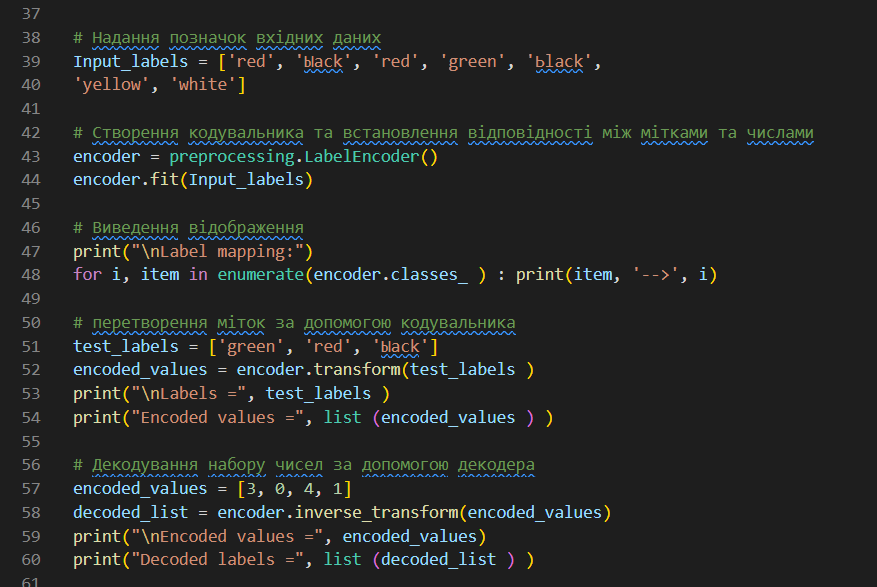 37
38 # Надання позначок вхідних даних
39 Input_labels = ['red', 'Ыack', 'red', 'green', 'Ьlack',
40 'yellow', 'white']
41
42 # Створення кодувальника та встановлення відповідності між мітками та числами
43 encoder = preprocessing.LabelEncoder()
44 encoder.fit(Input_labels)
45
46 # Виведення відображення
47 print("\nLabel mapping:")
48 for i, item in enumerate(encoder.classes_ ) : print(item, '-->', i)
49
50 # перетворення міток за допомогою кодувальника
51 test_labels = ['green', 'red', 'Ыack']
52 encoded_values = encoder.transform(test_labels )
53 print("\nLabels =", test_labels )
54 print("Encoded values =", list (encoded_values ) )
55
56 # Декодування набору чисел за допомогою декодера
57 encoded_values = [3, 0, 4, 1]
58 decoded_list = encoder.inverse_transform(encoded_values)
59 print("\nEncoded values =", encoded_values)
60 print("Decoded labels =", list (decoded_list ) )
61